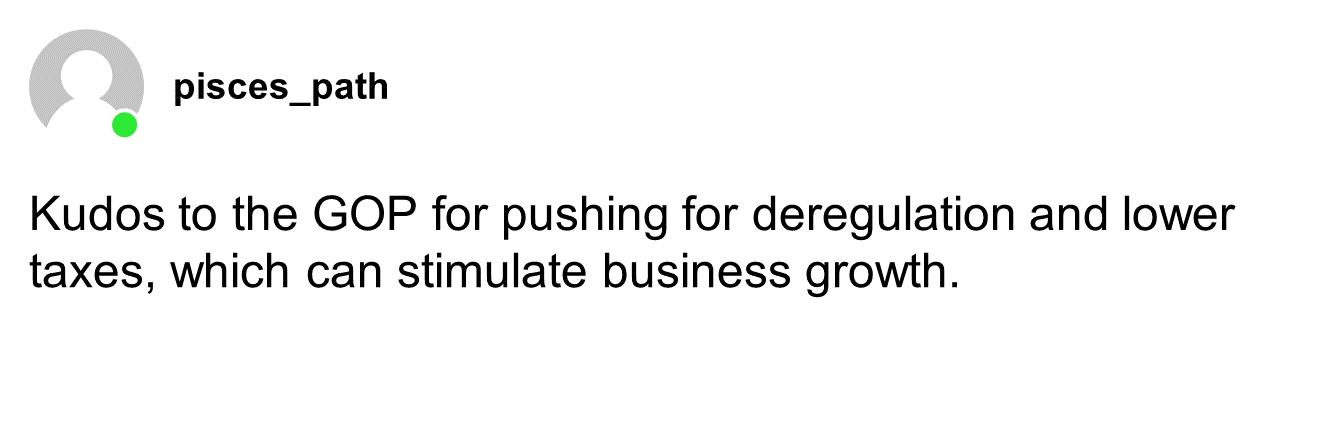 pisces_path
Kudos to the GOP for pushing for deregulation and lower
taxes, which can stimulate business growth.